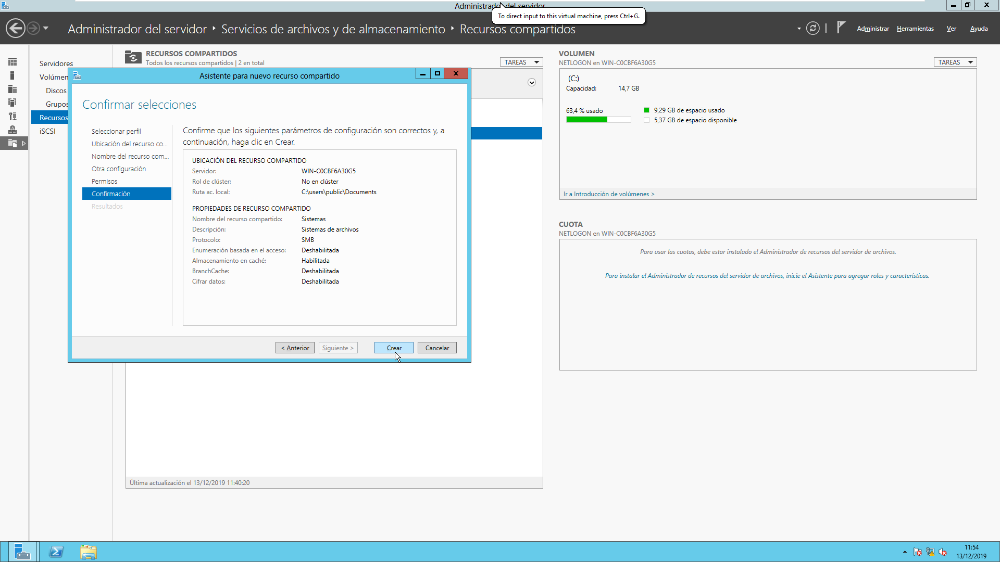 Administrador del servidor
To direct input to this virtual machine, press Ctrl+G.
Administrador del servidor ‣ Servicios de archivos y de almacenamiento ‣ Recursos compartidos
Administrar Herramientas Ver Ayuda
Servidores
Volúmen
Discos
Grupos
Recursos
iSCSI
RECURSOS COMPARTIDOS
Todos los recursos compartidos | 2 en total
TAREAS
Asistente para nuevo recurso compartido
Confirmar selecciones
Seleccionar perfil
Ubicación del recurso co...
Nombre del recurso com...
Otra configuración
Permisos
Confirmación
Resultados
Confirme que los siguientes parámetros de configuración son correctos y, a
continuación, haga clic en Crear.
UBICACIÓN DEL RECURSO COMPARTIDO
Servidor: WIN-C0CBF6A30G5
Rol de clúster: No en clúster
Ruta ac. local: C:\users\public\Documents
PROPIEDADES DE RECURSO COMPARTIDO
Nombre del recurso compartido: Sistemas
Descripción: Sistemas de archivos
Protocolo: SMB
Enumeración basada en el acceso: Deshabilitada
Almacenamiento en caché: Habilitada
BranchCache: Deshabilitada
Cifrar datos: Deshabilitada
< Anterior Siguiente > Crear Cancelar
Última actualización el 13/12/2019 11:40:20
VOLUMEN
NETLOGON en WIN-C0CBF6A30G5
TAREAS
(C:)
Capacidad: 14,7 GB
63,4 % usado
9,29 GB de espacio usado
5,37 GB de espacio disponible
Ir a Introducción de volúmenes >
CUOTA
NETLOGON en WIN-C0CBF6A30G5
Para usar las cuotas, debe estar instalado el Administrador de recursos del servidor de archivos.
Para instalar el Administrador de recursos del servidor de archivos, inicie el Asistente para agregar roles y características.
11:54
13/12/2019